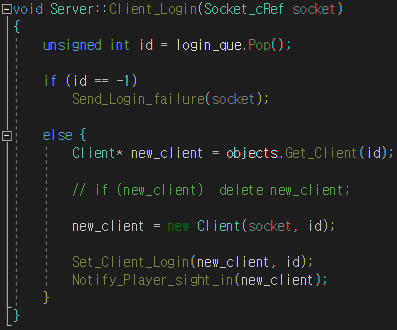 void Server::Client_Login(Socket_cRef socket)
{
unsigned int id = login_que.Pop();
if (id == -1)
Send_Login_failure(socket);
else {
Client* new_client = objects.Get_Client(id);
// if (new_client)  delete new_client;
new_client = new Client(socket, id);
Set_Client_Login(new_client, id);
Notify_Player_sight_in(new_client);
}
}